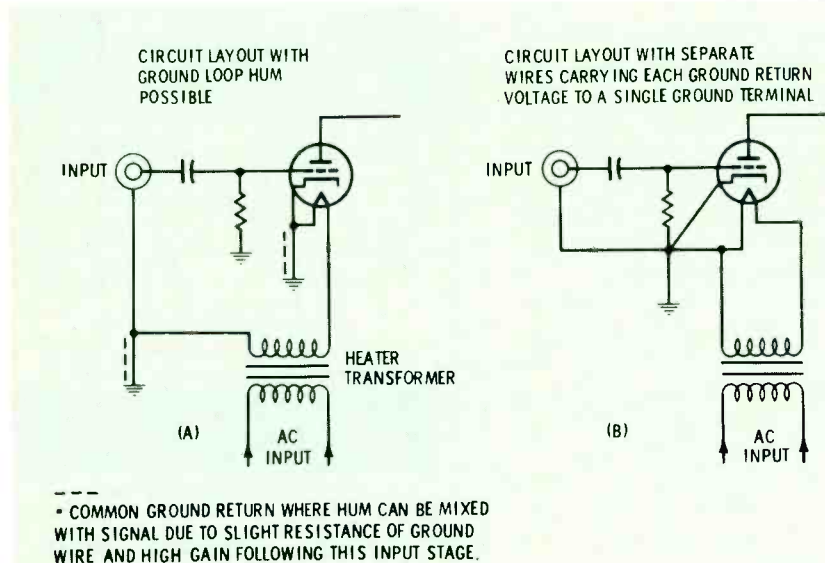 CIRCUIT LAYOUT WITH
GROUND LOOP HUM
POSSIBLE
INPUT
HEATER
TRANSFORMER
(A)
AC
INPUT
CIRCUIT LAYOUT WITH SEPARATE
WIRES CARRYING EACH GROUND RETURN
VOLTAGE TO A SINGLE GROUND TERMINAL
INPUT
(B)
AC
INPUT
• COMMON GROUND RETURN WHERE HUM CAN BE MIXED
WITH SIGNAL DUE TO SLIGHT RESISTANCE OF GROUND
WIRE AND HIGH GAIN FOLLOWING THIS INPUT STAGE.